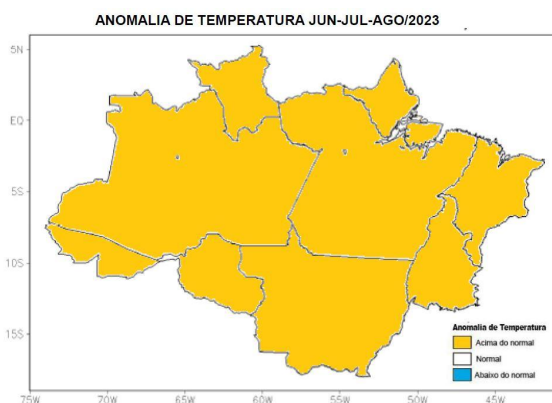 ANOMALIA DE TEMPERATURA JUN-JUL-AGO/2023
5N
EQ
5S
10S
15S
Anomalia de Temperatura
Acima do normal
Normal
Abaixo do normal
75W 70W 65W 60W 55W 50W 45W